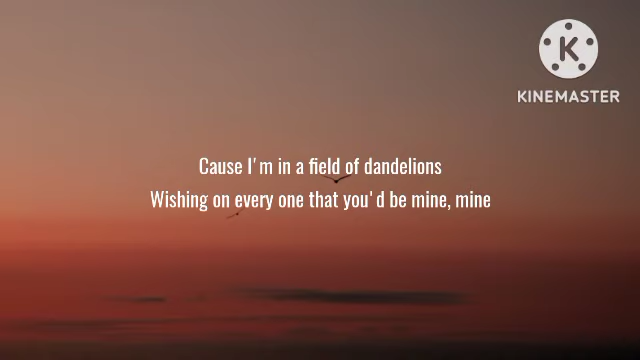 KINEMASTER
Cause I'm in a field of dandelions
Wishing on every one that you'd be mine, mine